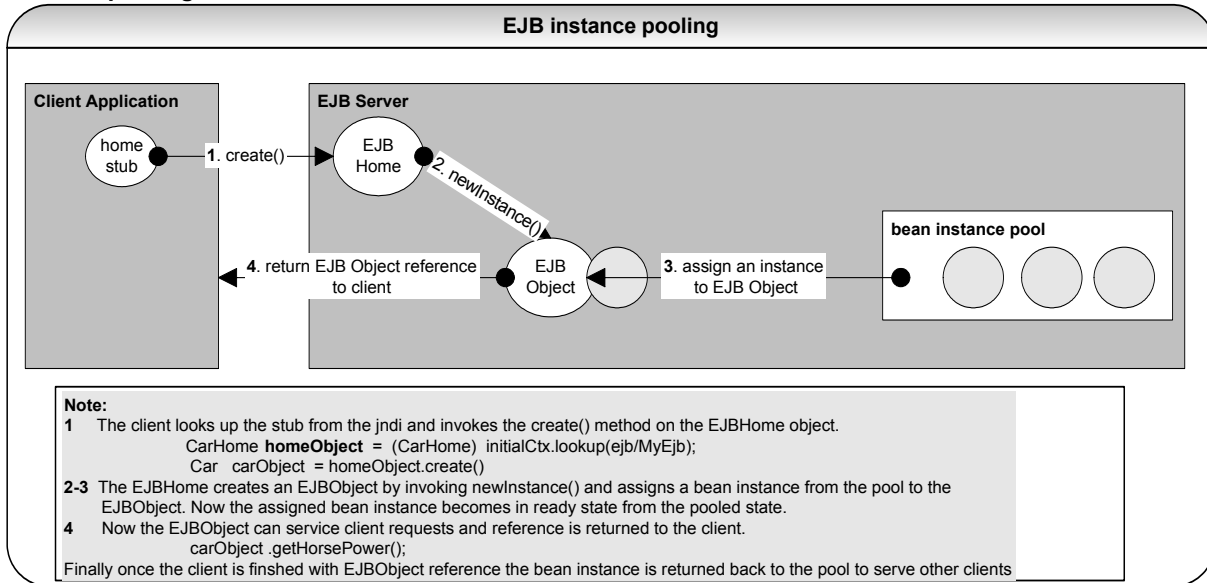 EJB instance pooling
Client Application
home
stub
1. create()
EJB Server
EJB
Home
2. newInstance()
bean instance pool
4. return EJB Object reference
to client
EJB
Object
3. assign an instance
to EJB Object
Note:
1 The client looks up the stub from the jndi and invokes the create() method on the EJBHome object.
CarHome homeObject = (CarHome) initialCtx.lookup(ejb/MyEjb);
Car carObject = homeObject.create()
2-3 The EJBHome creates an EJBObject by invoking newInstance() and assigns a bean instance from the pool to the
EJBObject. Now the assigned bean instance becomes in ready state from the pooled state.
4 Now the EJBObject can service client requests and reference is returned to the client.
carObject .getHorsePower();
Finally once the client is finshed with EJBObject reference the bean instance is returned back to the pool to serve other clients